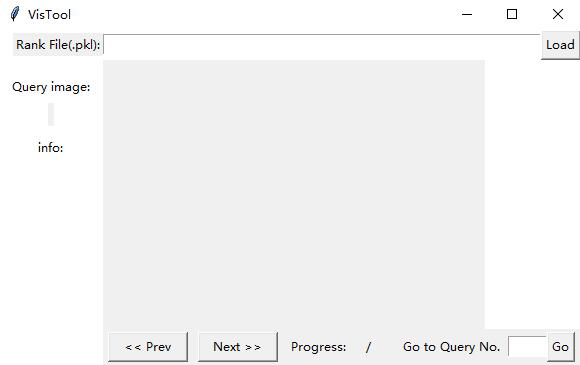 VisTool
Rank File(.pkl): Load
Query image:
info:
<< Prev Next >> Progress: / Go to Query No. Go